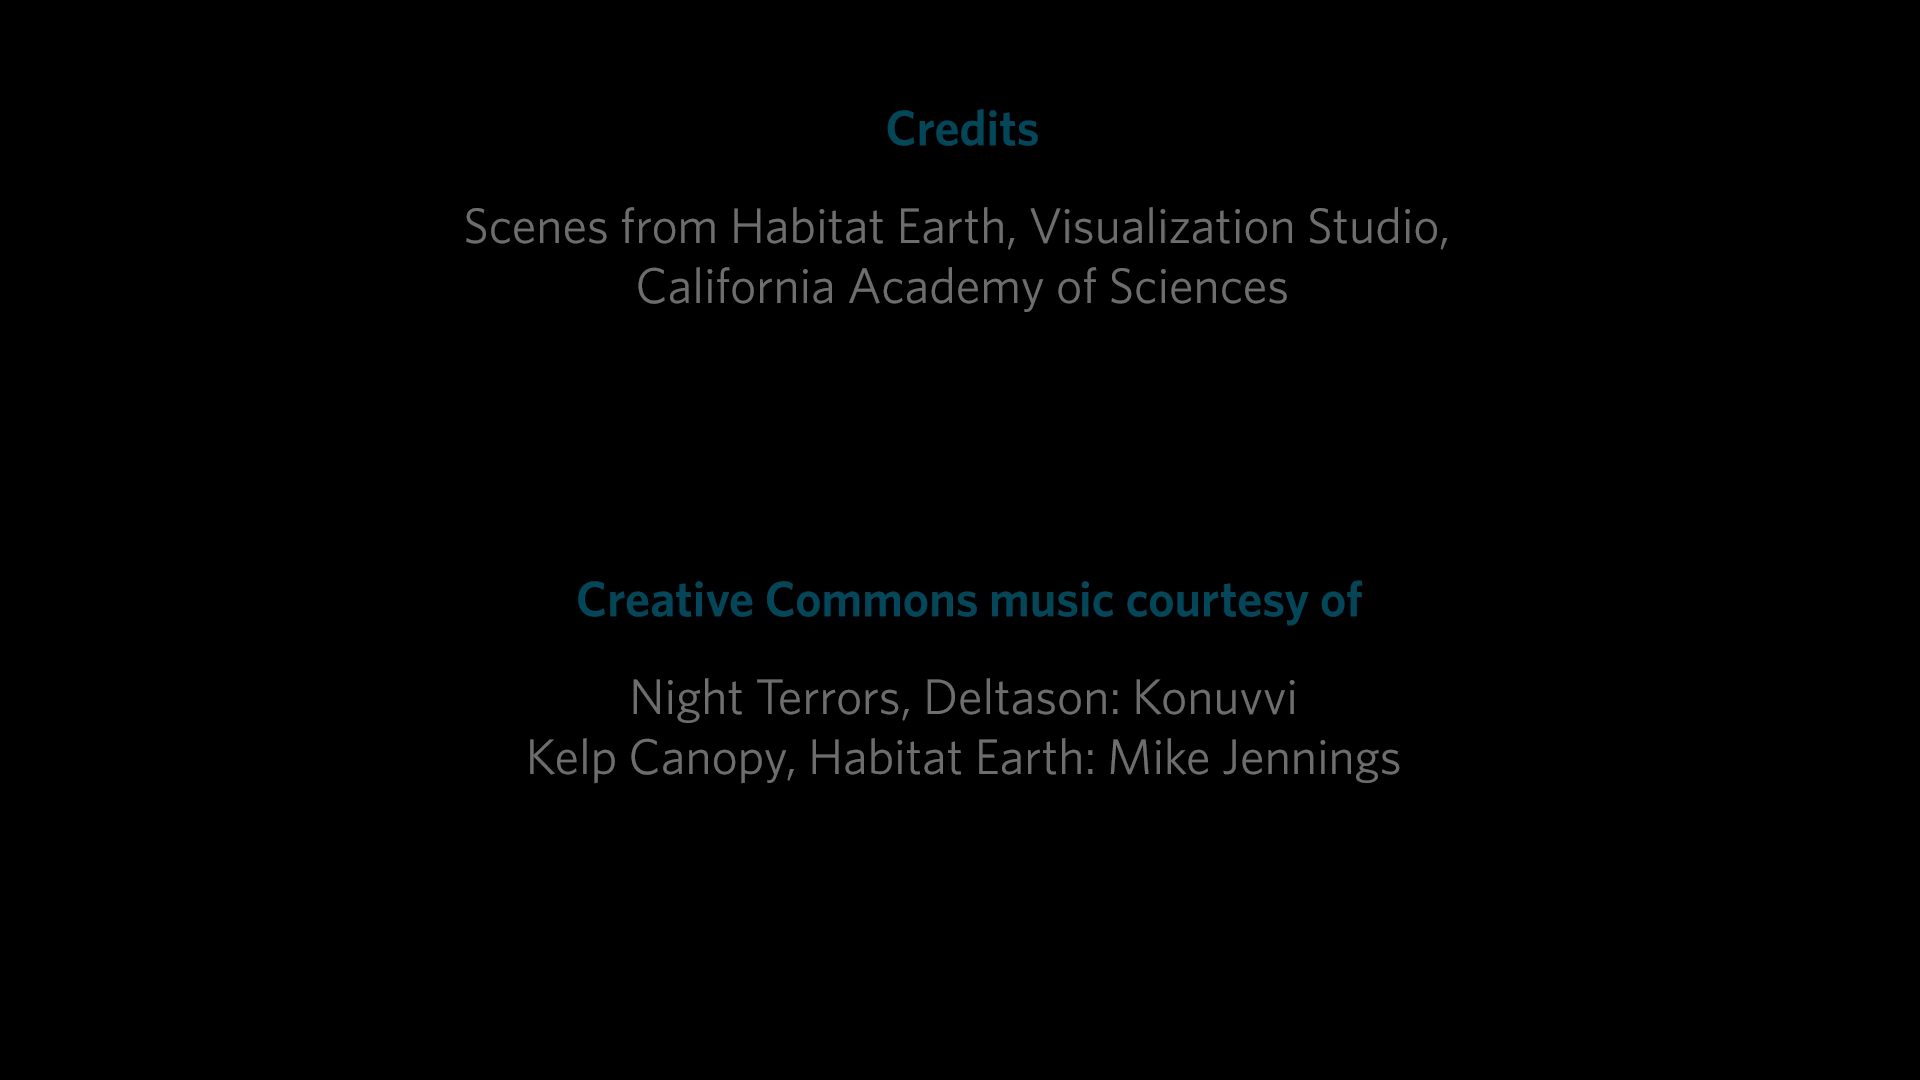 Credits
Scenes from Habitat Earth, Visualization Studio,
California Academy of Sciences
Creative Commons music courtesy of
Night Terrors, Deltason: Konuvvi
Kelp Canopy, Habitat Earth: Mike Jennings